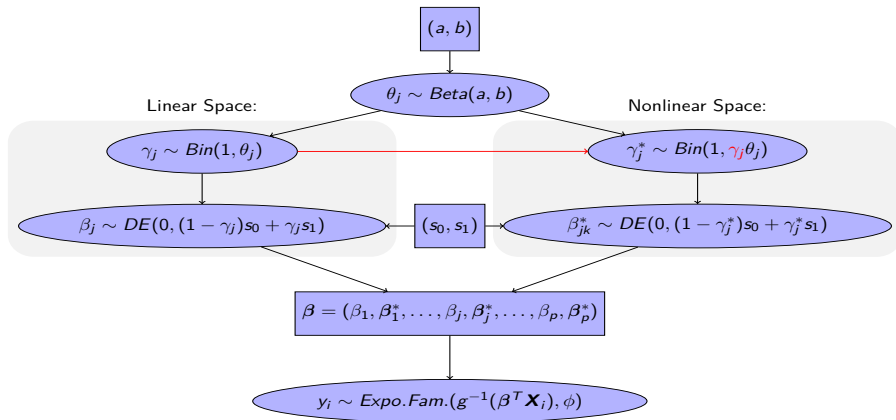 (a, b)
θⱼ ~ Beta(a, b)
Linear Space:
Nonlinear Space:
γⱼ ~ Bin(1, θⱼ)
γⱼ* ~ Bin(1, γⱼθⱼ)
βⱼ ~ DE(0, (1 − γⱼ)s₀ + γⱼs₁)
(s₀, s₁)
βⱼₖ* ~ DE(0, (1 − γⱼ*)s₀ + γⱼ*s₁)
β = (β₁, β₁*, . . . , βⱼ, βⱼ*, . . . , βₚ, βₚ*)
yᵢ ~ Expo.Fam.(g⁻¹(βᵀXᵢ), ϕ)